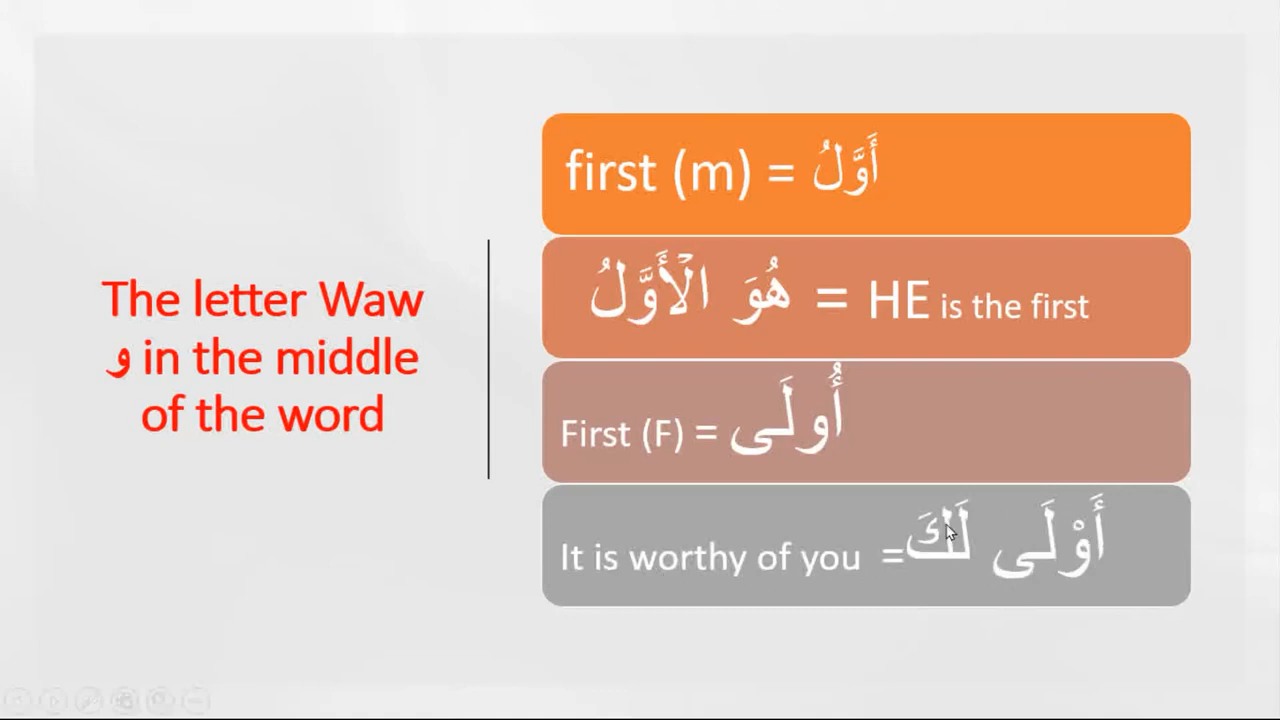 The letter Waw
و in the middle
of the word
first (m) = أَوَّلُ
هُوَ الْأَوَّلُ = HE is the first
First (F) = أُولَى
It is worthy of you =أَوْلَى لَكَ